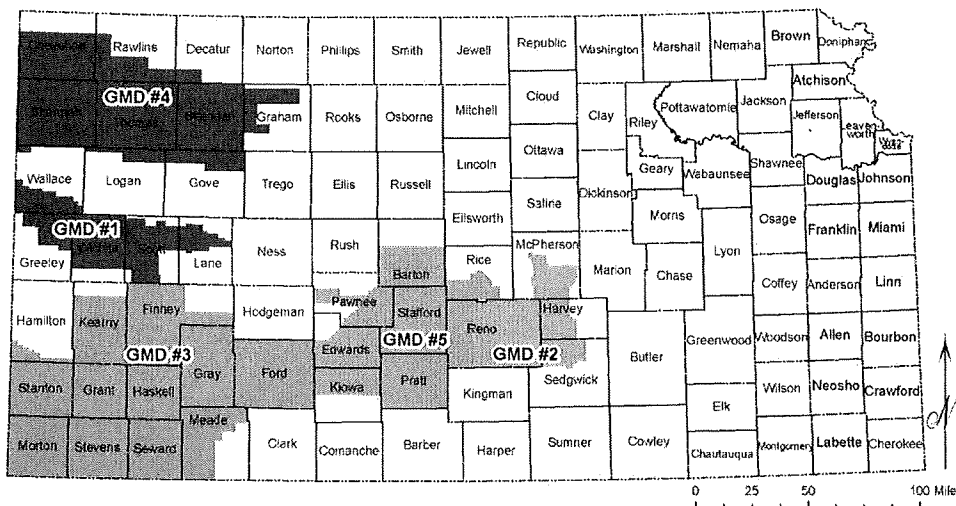 Rawlins Decatur Norton Phillips Smith Jewell Republic Washington Marshall Nemaha Brown Doniphan
GMD #4 Graham Rooks Osborne Mitchell Cloud Clay Riley Pottawatomie Jackson Atchison
Jefferson
Wallace Logan Gove Trego Ellis Russell Lincoln Ottawa Geary Wabaunsee Shawnee Douglas Johnson
Dickinson
Saline Morris Osage Franklin Miami
Ellsworth
GMD #1
Greeley Lane Ness Rush Barton Rice McPherson Marion Chase Lyon Coffey Anderson Linn
Hamilton Kearny Finney Hodgeman Pawnee Stafford Reno Harvey
GMD #3 Edwards GMD #5 GMD #2 Butler Greenwood Woodson Allen Bourbon
Stanton Grant Haskell Gray Ford Kiowa Pratt Kingman Sedgwick Elk Wilson Neosho Crawford
Morton Stevens Seward Meade Clark Comanche Barber Harper Sumner Cowley Chautauqua Montgomery Labette Cherokee
N
0 25 50 100 Mile